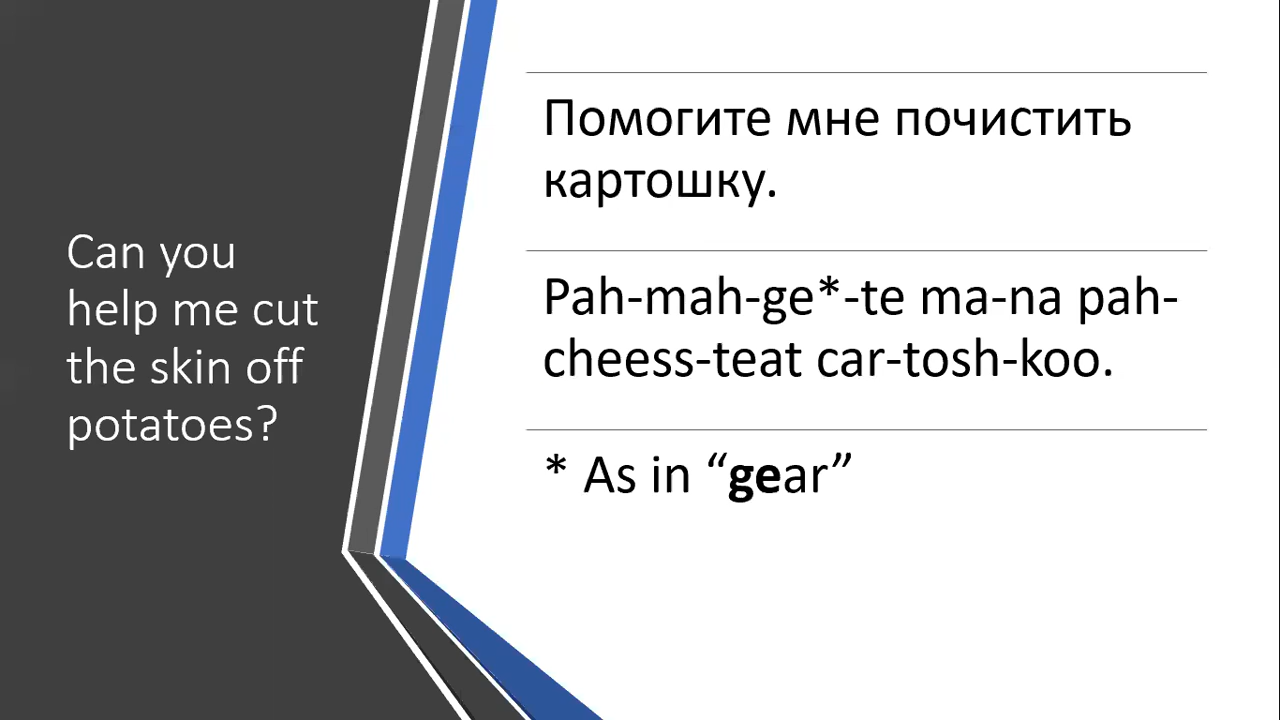 Can you
help me cut
the skin off
potatoes?
Помогите мне почистить
картошку.
Pah-mah-ge*-te ma-na pah-
cheess-teat car-tosh-koo.
* As in “gear”